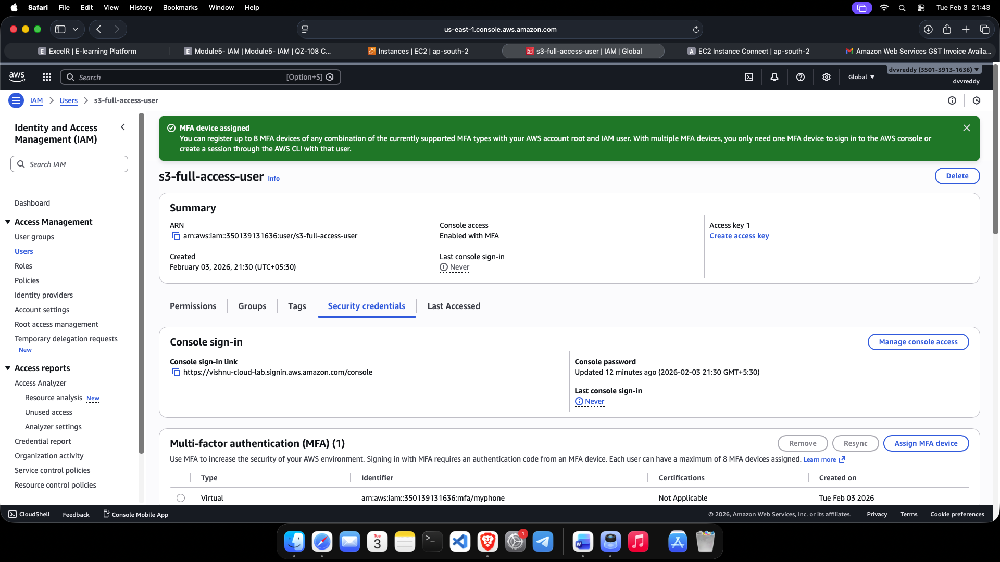 Safari File Edit View History Bookmarks Window Help
Tue Feb 3 21:43
us-east-1.console.aws.amazon.com
E ExcelR | E-learning Platform
E Module5- IAM | Module5- IAM | QZ-108 C...
Instances | EC2 | ap-south-2
s3-full-access-user | IAM | Global
A EC2 Instance Connect | ap-south-2
Amazon Web Services GST Invoice Availa...
aws
Search [Option+S]
Global
dvvreddy (3501-3913-1636)
dvvreddy
IAM
Users
s3-full-access-user
Identity and Access Management (IAM)
Search IAM
Dashboard
Access Management
User groups
Users
Roles
Policies
Identity providers
Account settings
Root access management
Temporary delegation requests
New
Access reports
Access Analyzer
Resource analysis New
Unused access
Analyzer settings
Credential report
Organization activity
Service control policies
Resource control policies
MFA device assigned
You can register up to 8 MFA devices of any combination of the currently supported MFA types with your AWS account root and IAM user. With multiple MFA devices, you only need one MFA device to sign in to the AWS console or
create a session through the AWS CLI with that user.
s3-full-access-user Info
Delete
Summary
ARN
arn:aws:iam::350139131636:user/s3-full-access-user
Created
February 03, 2026, 21:30 (UTC+05:30)
Console access
Enabled with MFA
Last console sign-in
Never
Access key 1
Create access key
Permissions
Groups
Tags
Security credentials
Last Accessed
Console sign-in
Manage console access
Console sign-in link
https://vishnu-cloud-lab.signin.aws.amazon.com/console
Console password
Updated 12 minutes ago (2026-02-03 21:30 GMT+5:30)
Last console sign-in
Never
Multi-factor authentication (MFA) (1)
Remove
Resync
Assign MFA device
Use MFA to increase the security of your AWS environment. Signing in with MFA requires an authentication code from an MFA device. Each user can have a maximum of 8 MFA devices assigned. Learn more
Type Identifier Certifications Created on
Virtual arn:aws:iam::350139131636:mfa/myphone Not Applicable Tue Feb 03 2026
CloudShell
Feedback
Console Mobile App
© 2026, Amazon Web Services, Inc. or its affiliates.
Privacy
Terms
Cookie preferences
Tue
3
1
W